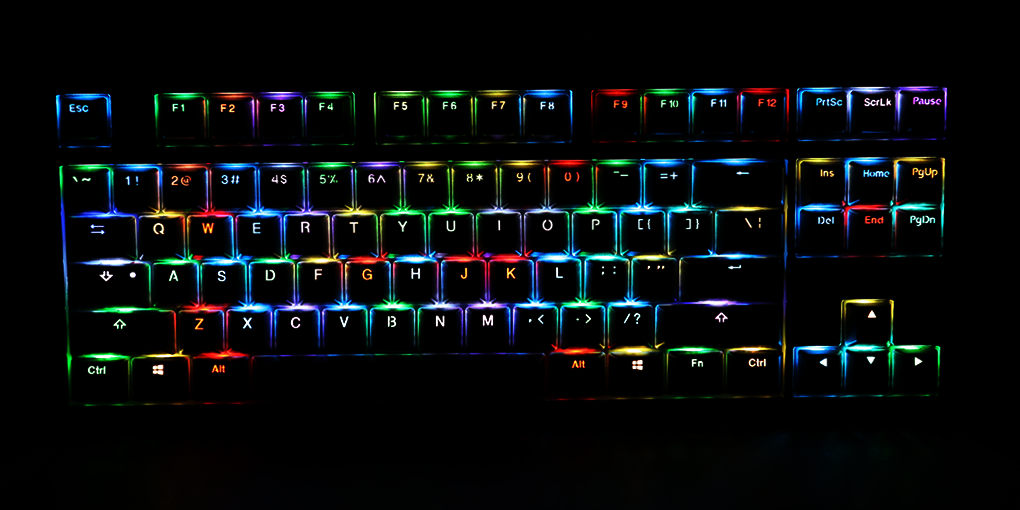 Esc F1 F2 F3 F4 F5 F6 F7 F8 F9 F10 F11 F12 PrtSc ScrLk Pause
`~ 1! 2@ 3# 4$ 5% 6^ 7& 8* 9( 0) -_ =+ ← Ins Home PgUp
Q W E R T Y U I O P [{ ]} \| Del End PgDn
A S D F G H J K L ;: '"
Z X C V B N M ,< .> /?
Ctrl Alt Alt Fn Ctrl